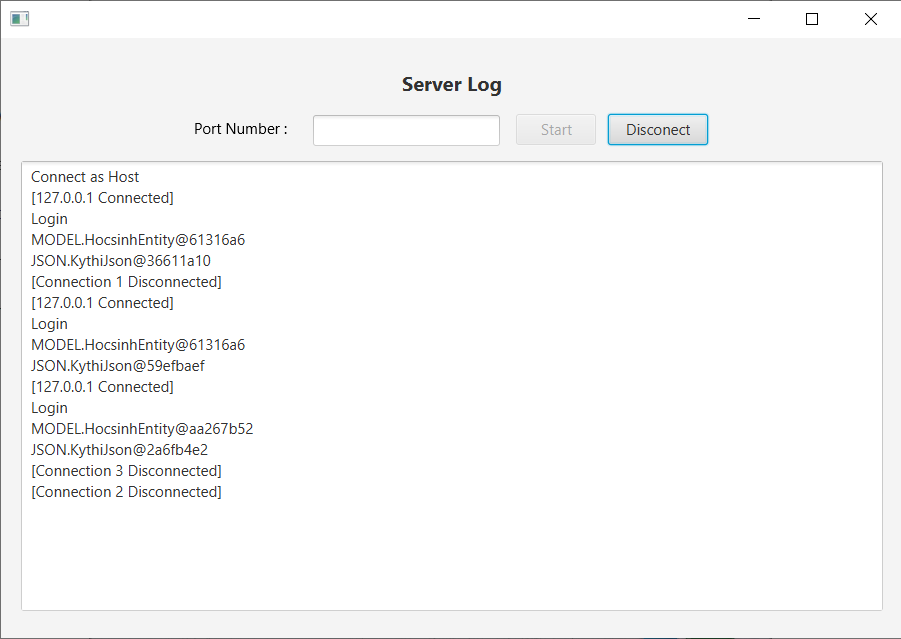 Server Log
Port Number :
Start
Disconect
Connect as Host
[127.0.0.1 Connected]
Login
MODEL.HocsinhEntity@61316a6
JSON.KythiJson@36611a10
[Connection 1 Disconnected]
[127.0.0.1 Connected]
Login
MODEL.HocsinhEntity@61316a6
JSON.KythiJson@59efbaef
[127.0.0.1 Connected]
Login
MODEL.HocsinhEntity@aa267b52
JSON.KythiJson@2a6fb4e2
[Connection 3 Disconnected]
[Connection 2 Disconnected]